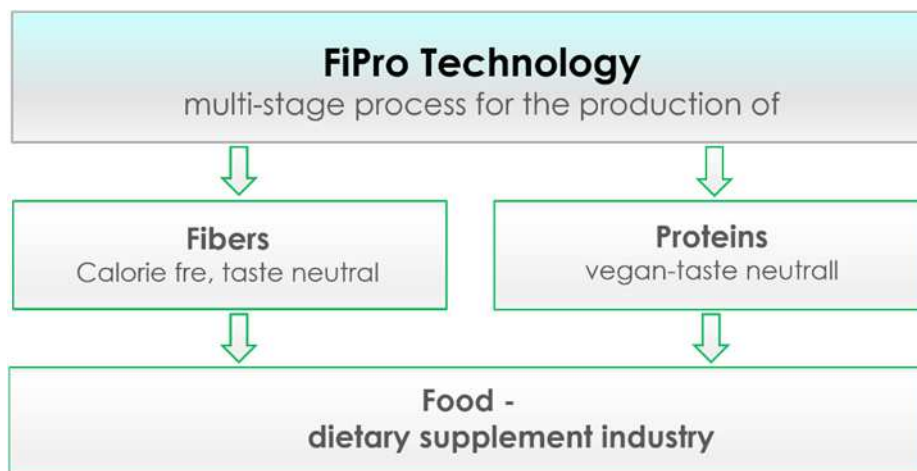 FiPro Technology
multi-stage process for the production of
Fibers
Calorie fre, taste neutral
Proteins
vegan-taste neutrall
Food -
dietary supplement industry